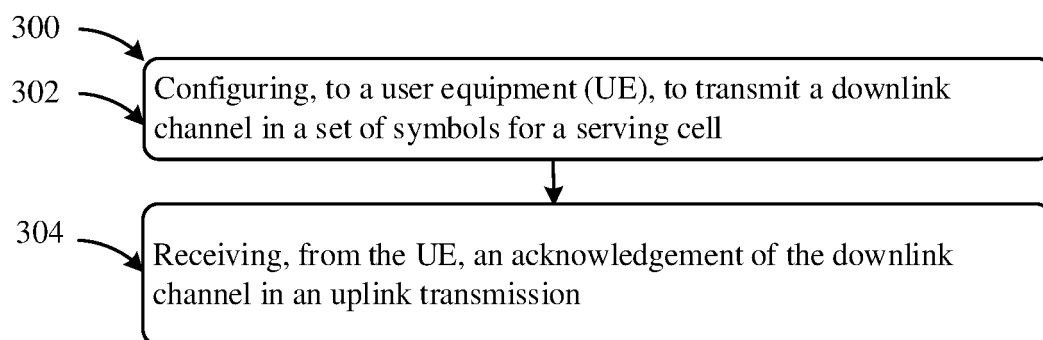 300
302
Configuring, to a user equipment (UE), to transmit a downlink
channel in a set of symbols for a serving cell
304
Receiving, from the UE, an acknowledgement of the downlink
channel in an uplink transmission